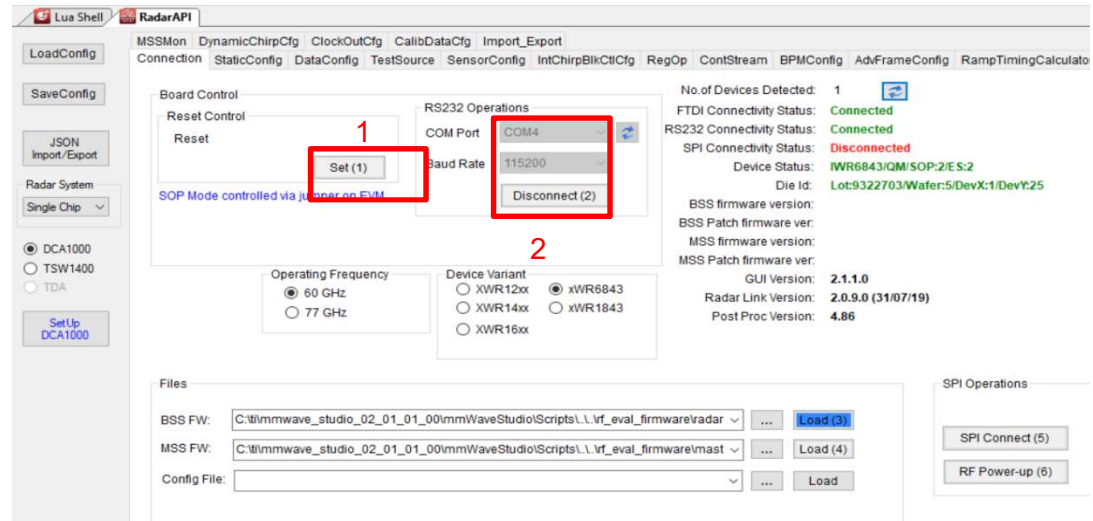 Lua Shell RadarAPI
LoadConfig
SaveConfig
JSON
Import/Export
Radar System
Single Chip
DCA1000
TSW1400
TDA
SetUp
DCA1000
MSSMon DynamicChirpCfg ClockOutCfg CalibDataCfg Import_Export
Connection StaticConfig DataConfig TestSource SensorConfig IntChirpBlkCtlCfg RegOp ContStream BPMConfig AdvFrameConfig RampTimingCalculato
Board Control
Reset Control
Reset
1
Set (1)
SOP Mode controlled via jumper on EVM
RS232 Operations
COM Port COM4
Baud Rate 115200
Disconnect (2)
2
No.of Devices Detected: 1
FTDI Connectivity Status: Connected
RS232 Connectivity Status: Connected
SPI Connectivity Status: Disconnected
Device Status: IWR6843/QM/SOP:2/ES:2
Die Id: Lot:9322703/Wafer:5/DevX:1/DevY:25
BSS firmware version:
BSS Patch firmware ver:
MSS firmware version:
MSS Patch firmware ver:
GUI Version: 2.1.1.0
Radar Link Version: 2.0.9.0 (31/07/19)
Post Proc Version: 4.86
Operating Frequency
60 GHz
77 GHz
Device Variant
XWR12xx xWR6843
XWR14xx xWR1843
XWR16xx
Files
BSS FW: C:\ti\mmwave_studio_02_01_01_00\mmWaveStudio\Scripts\..\..\rf_eval_firmware\radar ... Load (3)
MSS FW: C:\ti\mmwave_studio_02_01_01_00\mmWaveStudio\Scripts\..\..\rf_eval_firmware\mast ... Load (4)
Config File: ... Load
SPI Operations
SPI Connect (5)
RF Power-up (6)